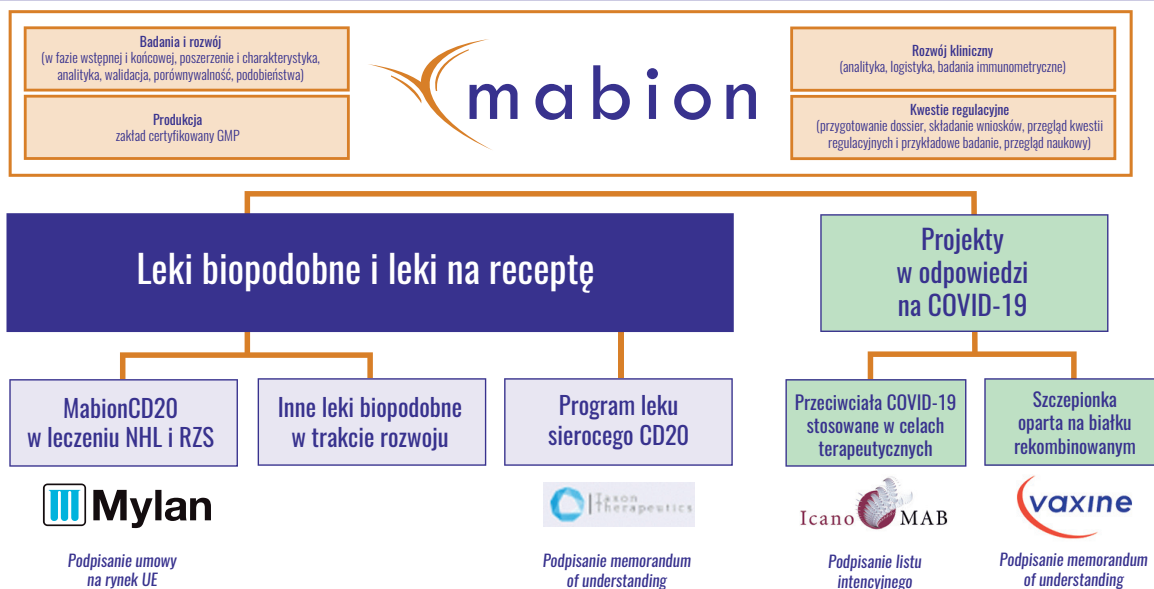 Badania i rozwój
(w fazie wstępnej i końcowej, poszerzenie i charakterystyka,
analityka, walidacja, porównywalność, podobieństwa)
Produkcja
zakład certyfikowany GMP
mabion
Rozwój kliniczny
(analityka, logistyka, badania immunometryczne)
Kwestie regulacyjne
(przygotowanie dossier, składanie wniosków, przegląd kwestii
regulacyjnych i przykładowe badanie, przegląd naukowy)
Leki biopodobne i leki na receptę
Projekty
w odpowiedzi
na COVID-19
MabionCD20
w leczeniu NHL i RZS
Inne leki biopodobne
w trakcie rozwoju
Program leku
sierocego CD20
Przeciwciała COVID-19
stosowane w celach
terapeutycznych
Szczepionka
oparta na białku
rekombinowanym
Mylan
Podpisanie umowy
na rynek UE
Taxon
Therapeutics
Podpisanie memorandum
of understanding
Icano MAB
Podpisanie listu
intencyjnego
vaxine
Podpisanie memorandum
of understanding